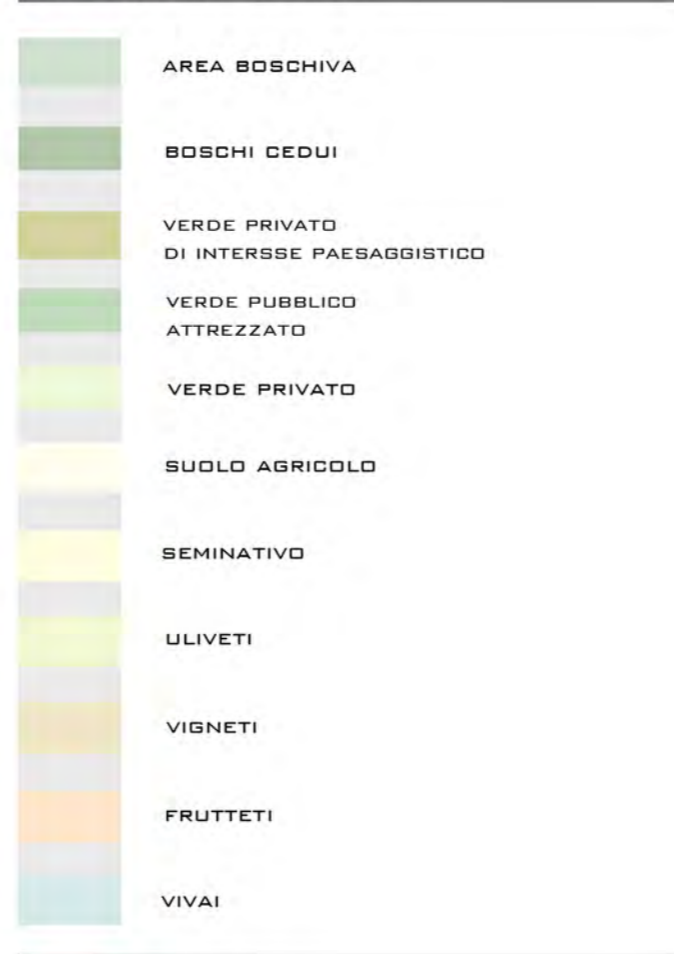 AREA BOSCHIVA
BOSCHI CEDUI
VERDE PRIVATO
DI INTERSSE PAESAGGISTICO
VERDE PUBBLICO
ATTREZZATO
VERDE PRIVATO
SUOLO AGRICOLO
SEMINATIVO
ULIVETI
VIGNETI
FRUTTETI
VIVAI